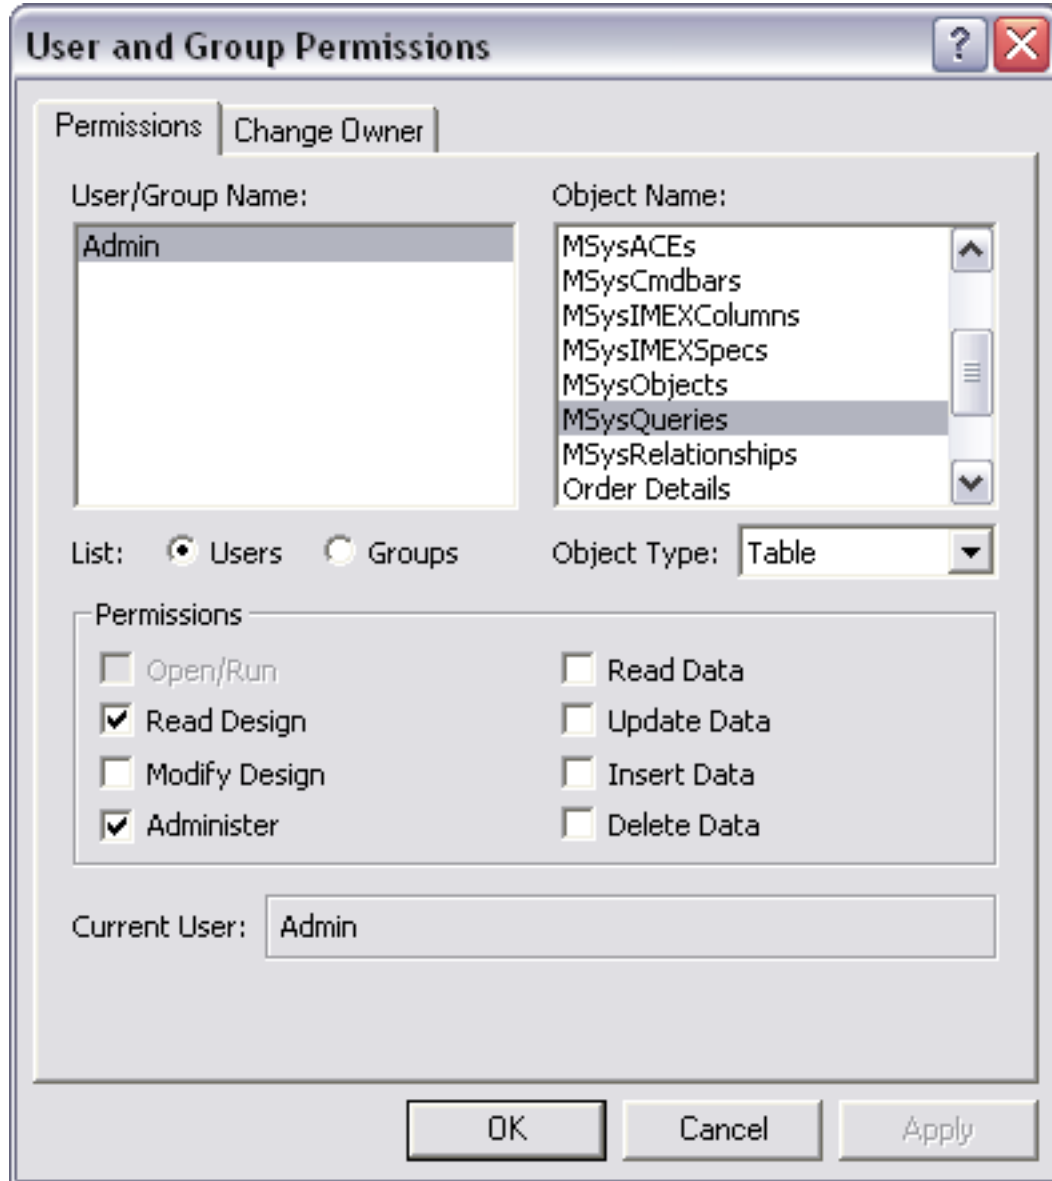 User and Group Permissions
Permissions
Change Owner
User/Group Name:
Admin
Object Name:
MSysACEs
MSysCmdbars
MSysIMEXColumns
MSysIMEXSpecs
MSysObjects
MSysQueries
MSysRelationships
Order Details
List: Users Groups
Object Type: Table
Permissions
Open/Run
Read Design
Modify Design
Administer
Read Data
Update Data
Insert Data
Delete Data
Current User: Admin
OK
Cancel
Apply